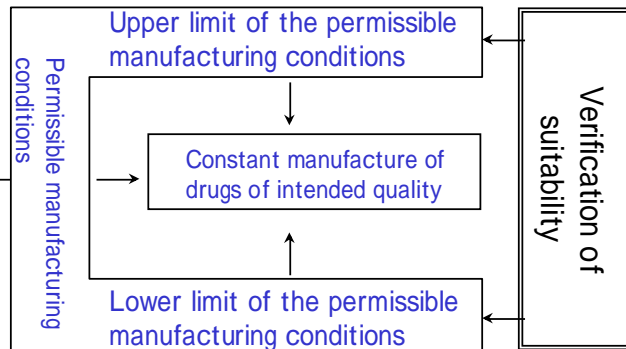 Upper limit of the permissible
manufacturing conditions
Permissible manufacturing
conditions
Constant manufacture of
drugs of intended quality
Verification of
suitability
Lower limit of the permissible
manufacturing conditions